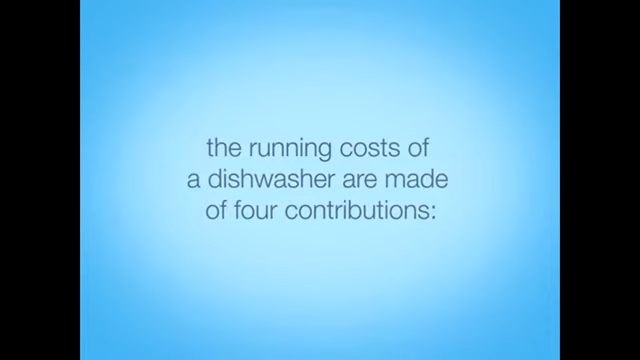 the running costs of
a dishwasher are made
of four contributions: